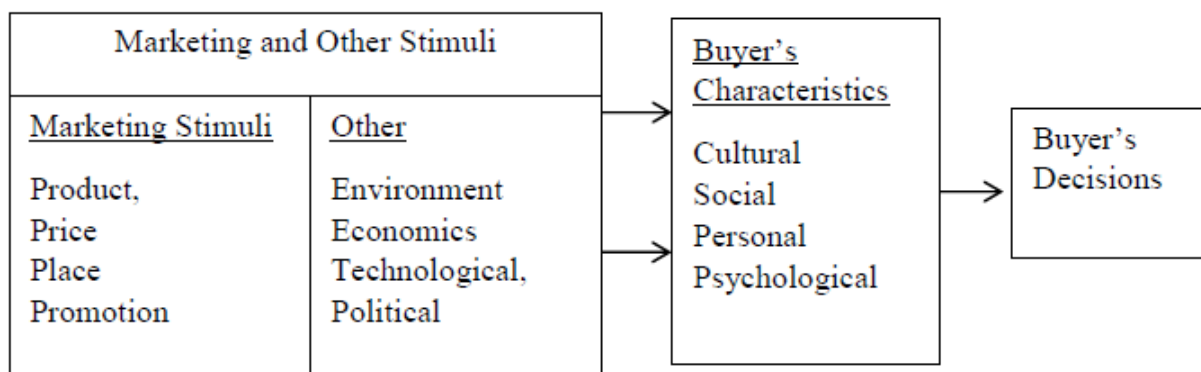 Marketing and Other Stimuli
Marketing Stimuli
Product,
Price
Place
Promotion
Other
Environment
Economics
Technological,
Political
Buyer’s
Characteristics
Cultural
Social
Personal
Psychological
Buyer’s
Decisions